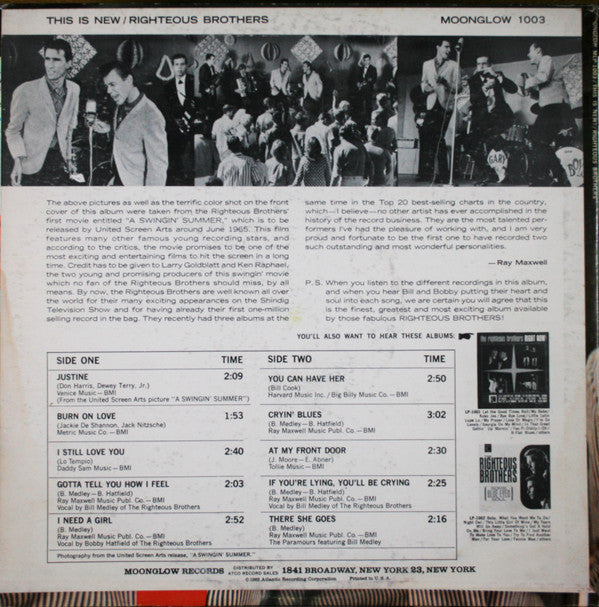 THIS IS NEW / RIGHTEOUS BROTHERS
MOONGLOW 1003
GARY
The above pictures as well as the terrific color shot on the front
cover of this album were taken from the Righteous Brothers'
first movie entitled "A SWINGIN' SUMMER," which is to be
released by United Screen Arts around June 1965. This film
features many other famous young recording stars, and
according to the critics, the movie promises to be one of the
most exciting and entertaining films to hit the screen in a long
time. Credit has to be given to Larry Goldblatt and Ken Raphael,
the two young and promising producers of this swingin' movie
which no fan of the Righteous Brothers should miss, by all
means. By now, the Righteous Brothers are well known all over
the world for their many exciting appearances on the Shindig
Television Show and for having already their first one-million
selling record in the bag. They recently had three albums at the
same time in the Top 20 best-selling charts in the country,
which—I believe—no other artist has ever accomplished in the
history of the record business. They are the most talented per-
formers I've had the pleasure of working with, and I am very
proud and fortunate to be the first one to have recorded two
such outstanding and most wonderful personalities.
— Ray Maxwell
P.S. When you listen to the different recordings in this album,
and when you hear Bill and Bobby putting their heart and
soul into each song, we are certain you will agree that this
is the finest, greatest and most exciting album available
by those fabulous RIGHTEOUS BROTHERS!
YOU'LL ALSO WANT TO HEAR THESE ALBUMS:
SIDE ONE TIME
JUSTINE 2:09
(Don Harris, Dewey Terry, Jr.)
Venice Music—BMI
(From the United Screen Arts picture "A SWINGIN' SUMMER")
BURN ON LOVE 1:53
(Jackie De Shannon, Jack Nitzsche)
Metric Music Co.—BMI
I STILL LOVE YOU 2:40
(Lo Tempio)
Daddy Sam Music—BMI
GOTTA TELL YOU HOW I FEEL 2:03
(B. Medley—B. Hatfield)
Ray Maxwell Music Publ. Co.—BMI
Vocal by Bill Medley of The Righteous Brothers
I NEED A GIRL 2:52
(B. Medley)
Ray Maxwell Music Publ. Co.—BMI
Vocal by Bobby Hatfield of The Righteous Brothers
SIDE TWO TIME
YOU CAN HAVE HER 2:50
(Bill Cook)
Harvard Music Inc. / Big Billy Music Co.—BMI
CRYIN' BLUES 3:02
(B. Medley—B. Hatfield)
Ray Maxwell Music Publ. Co.—BMI
AT MY FRONT DOOR 2:30
(J. Moore—E. Abner)
Tollie Music—BMI
IF YOU'RE LYING, YOU'LL BE CRYING 2:25
(B. Medley—B. Hatfield)
Ray Maxwell Music Publ. Co.—BMI
THERE SHE GOES 2:16
(B. Medley)
Ray Maxwell Music Publ. Co.—BMI
The Paramours featuring Bill Medley
the righteous brothers RIGHT NOW!
RIGHTEOUS
BROTHERS
Photography from the United Screen Arts release, "A SWINGIN' SUMMER."
MOONGLOW RECORDS DISTRIBUTED BY
ATCO RECORD SALES 1841 BROADWAY, NEW YORK 23, NEW YORK
Atlantic Recording Corporation Printed in U.S.A.
THIS IS NEW / RIGHTEOUS BROTHERS